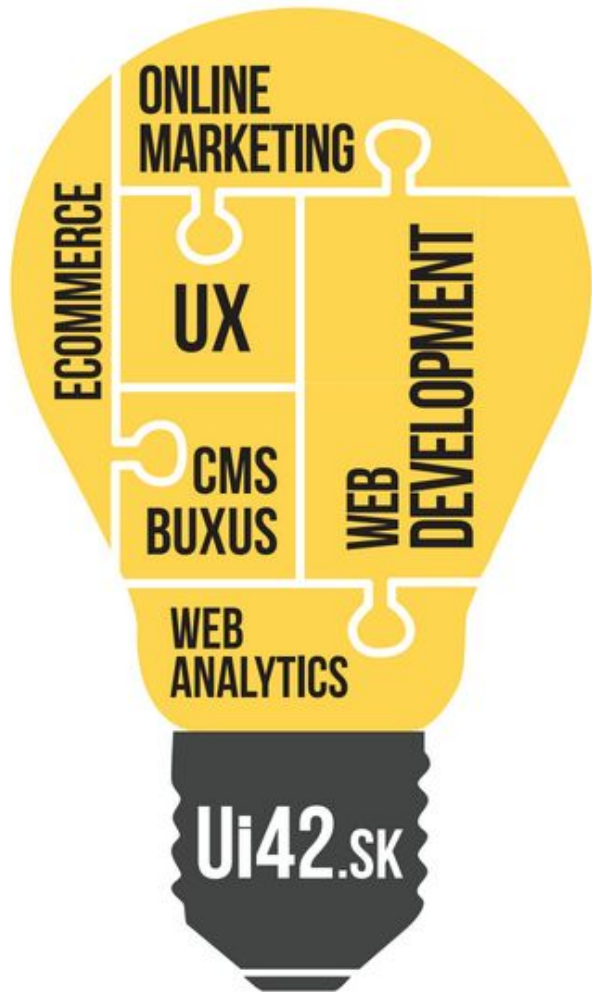 ONLINE
MARKETING
ECOMMERCE
UX
WEB
DEVELOPMENT
CMS
BUXUS
WEB
ANALYTICS
Ui42.SK